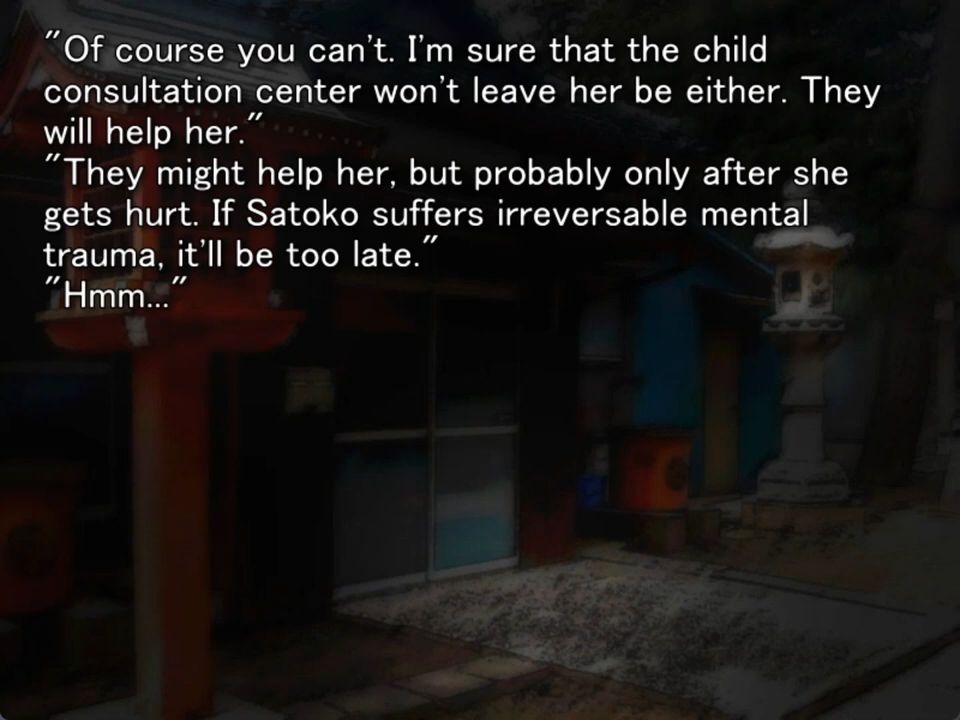 "Of course you can't. I'm sure that the child
consultation center won't leave her be either. They
will help her."
"They might help her, but probably only after she
gets hurt. If Satoko suffers irreversable mental
trauma, it'll be too late."
"Hmm..."